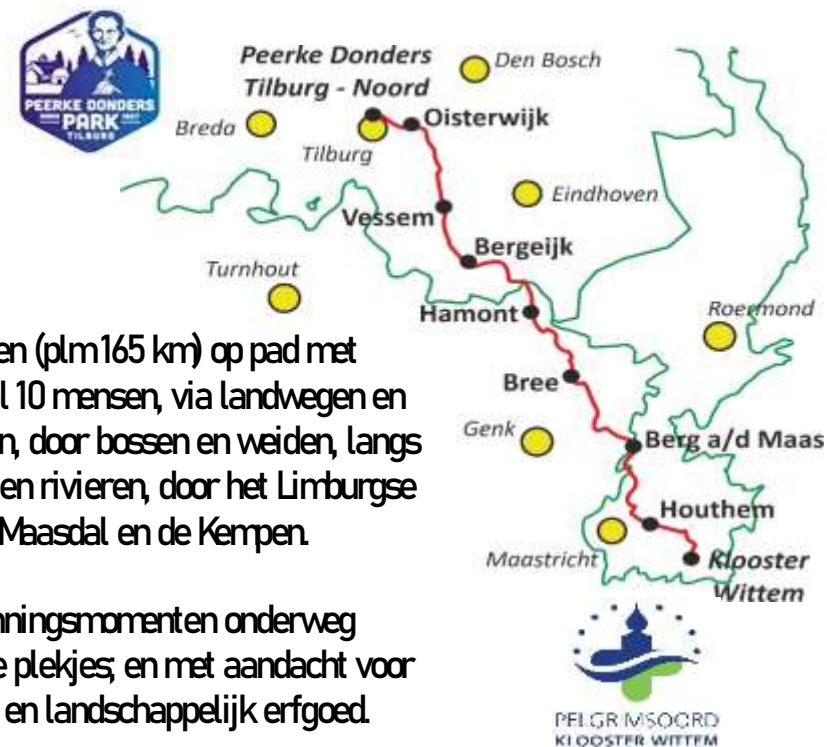 PEERKE DONDERS
PARK
TILBURG
Peerke Donders
Tilburg - Noord
Den Bosch
Breda
Oisterwijk
Tilburg
Eindhoven
Vessem
Bergeijk
Turnhout
Hamont
Roermond
Bree
Genk
Berg a/d Maas
Houthem
Maastricht
Klooster
Wittem
en (plm 165 km) op pad met
l 10 mensen, via landwegen en
n, door bossen en weiden, langs
en rivieren, door het Limburgse
Maasdal en de Kempen.
nningsmomenten onderweg
e plekjes; en met aandacht voor
en landschappelijk erfgoed.
PELGRIMSOORD
KLOOSTER WITTEM